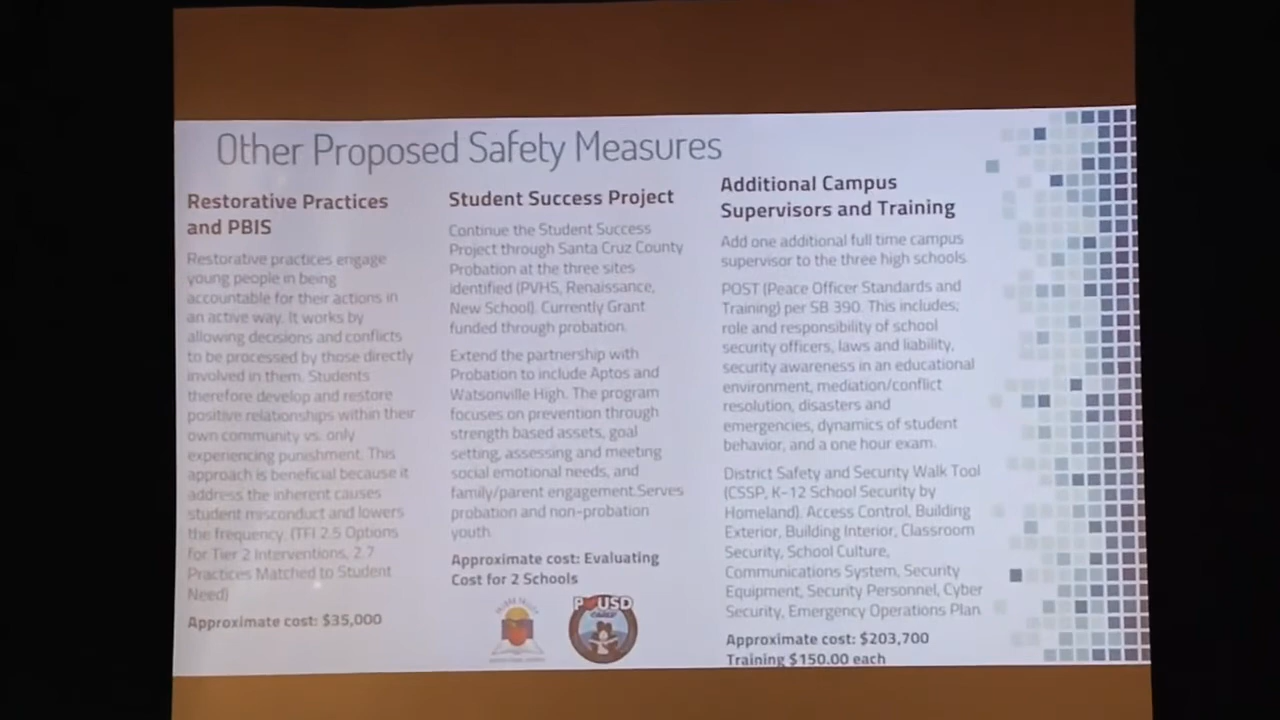 Other Proposed Safety Measures
Restorative Practices
and PBIS
Restorative practices engage
young people in being
accountable for their actions in
an active way. It works by
allowing decisions and conflicts
to be processed by those directly
involved in them. Students
therefore develop and restore
positive relationships within their
own community vs. only
experiencing punishment. This
approach is beneficial because it
address the inherent causes
student misconduct and lowers
the frequency. (TFI 2.5 Options
for Tier 2 Interventions, 2.7
Practices Matched to Student
Need)
Approximate cost: $35,000
Student Success Project
Continue the Student Success
Project through Santa Cruz County
Probation at the three sites
identified (PVHS, Renaissance,
New School). Currently Grant
funded through probation.
Extend the partnership with
Probation to include Aptos and
Watsonville High. The program
focuses on prevention through
strength based assets, goal
setting, assessing and meeting
social emotional needs, and
family/parent engagement.Serves
probation and non-probation
youth.
Approximate cost: Evaluating
Cost for 2 Schools
Additional Campus
Supervisors and Training
Add one additional full time campus
supervisor to the three high schools.
POST (Peace Officer Standards and
Training) per SB 390. This includes;
role and responsibility of school
security officers, laws and liability,
security awareness in an educational
environment, mediation/conflict
resolution, disasters and
emergencies, dynamics of student
behavior, and a one hour exam.
District Safety and Security Walk Tool
(CSSP, K-12 School Security by
Homeland). Access Control, Building
Exterior, Building Interior, Classroom
Security, School Culture,
Communications System, Security
Equipment, Security Personnel, Cyber
Security, Emergency Operations Plan
Approximate cost: $203,700
Training $150.00 each